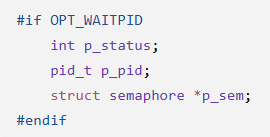 #if OPT_WAITPID
    int p_status;
    pid_t p_pid;
    struct semaphore *p_sem;
#endif